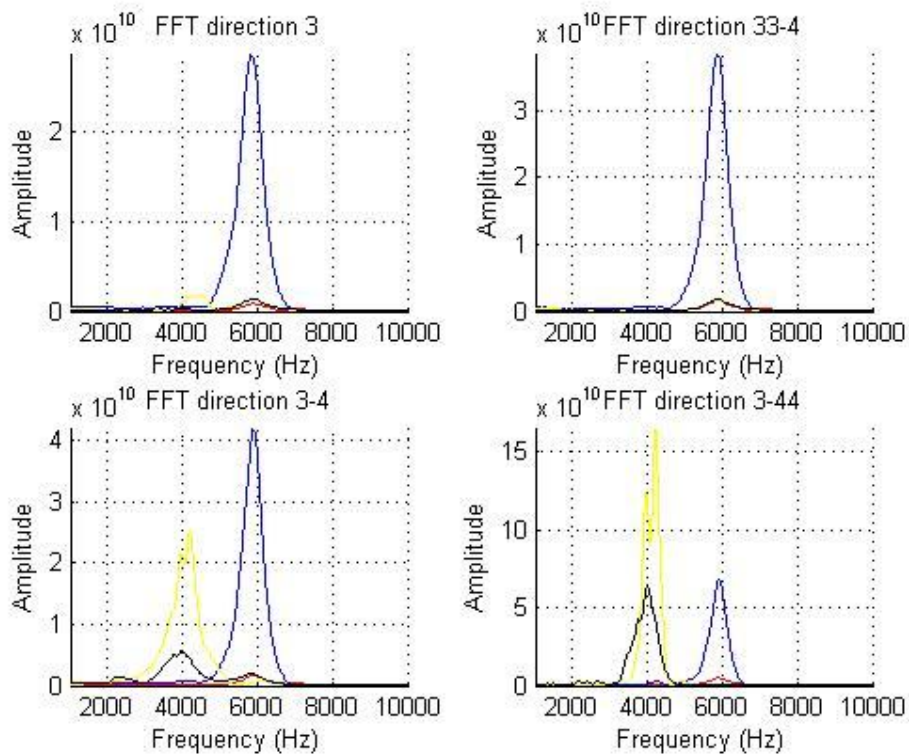 x 10^10 FFT direction 3
Amplitude
2
1
0
2000 4000 6000 8000 10000
Frequency (Hz)
x 10^10 FFT direction 33-4
Amplitude
3
2
1
0
2000 4000 6000 8000 10000
Frequency (Hz)
x 10^10 FFT direction 3-4
Amplitude
4
3
2
1
0
2000 4000 6000 8000 10000
Frequency (Hz)
x 10^10 FFT direction 3-44
Amplitude
15
10
5
0
2000 4000 6000 8000 10000
Frequency (Hz)